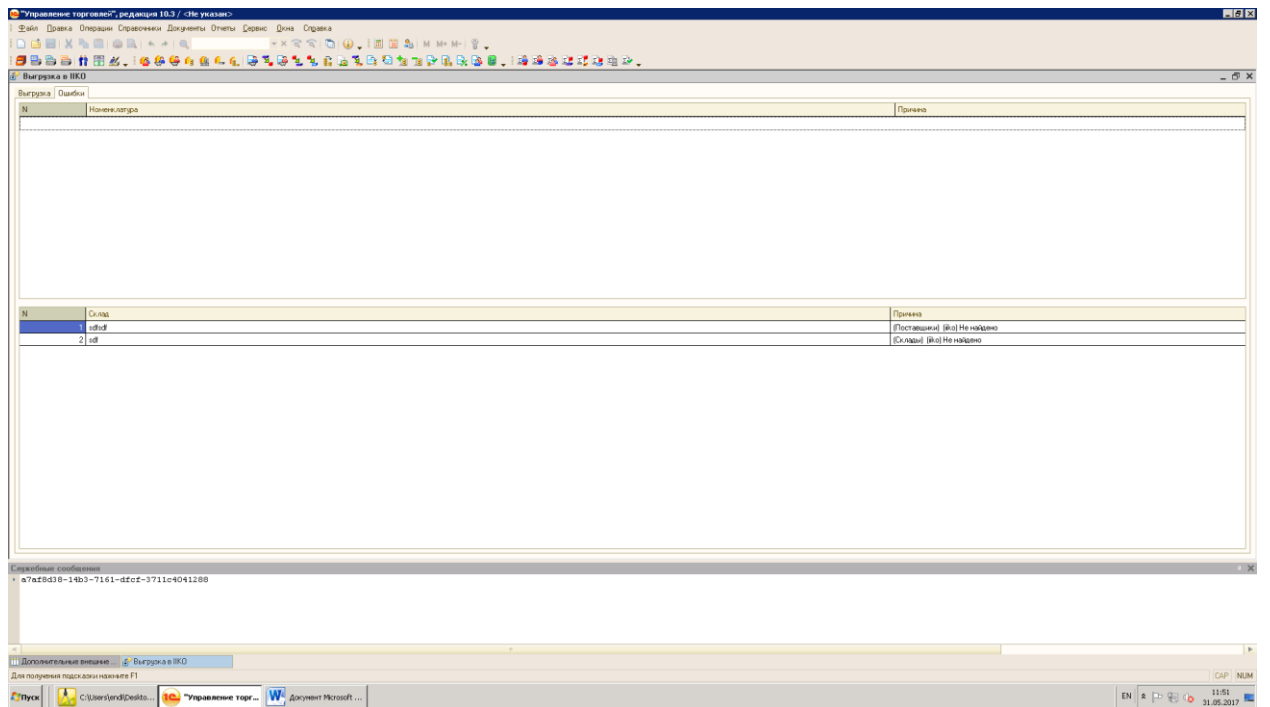 "Управление торговлей", редакция 10.3 / <Не указан>
Файл Правка Операции Справочники Документы Отчеты Сервис Окна Справка
M M+ M-
Выгрузка в IIKO
Выгрузка Ошибки
N Номенклатура Причина
N Склад Причина
1 sdfsdf (Поставщики) (iiko) Не найдено
2 sdf (Склады) (iiko) Не найдено
Служебные сообщения
a7af8d38-14b3-7161-dfcf-3711c4041288
Дополнительные внешние ... Выгрузка в IIKO
Для получения подсказки нажмите F1
CAP NUM
Пуск C:\Users\endi\Deskto... "Управление торг... Документ Microsoft ... EN 11:51
31.05.2017